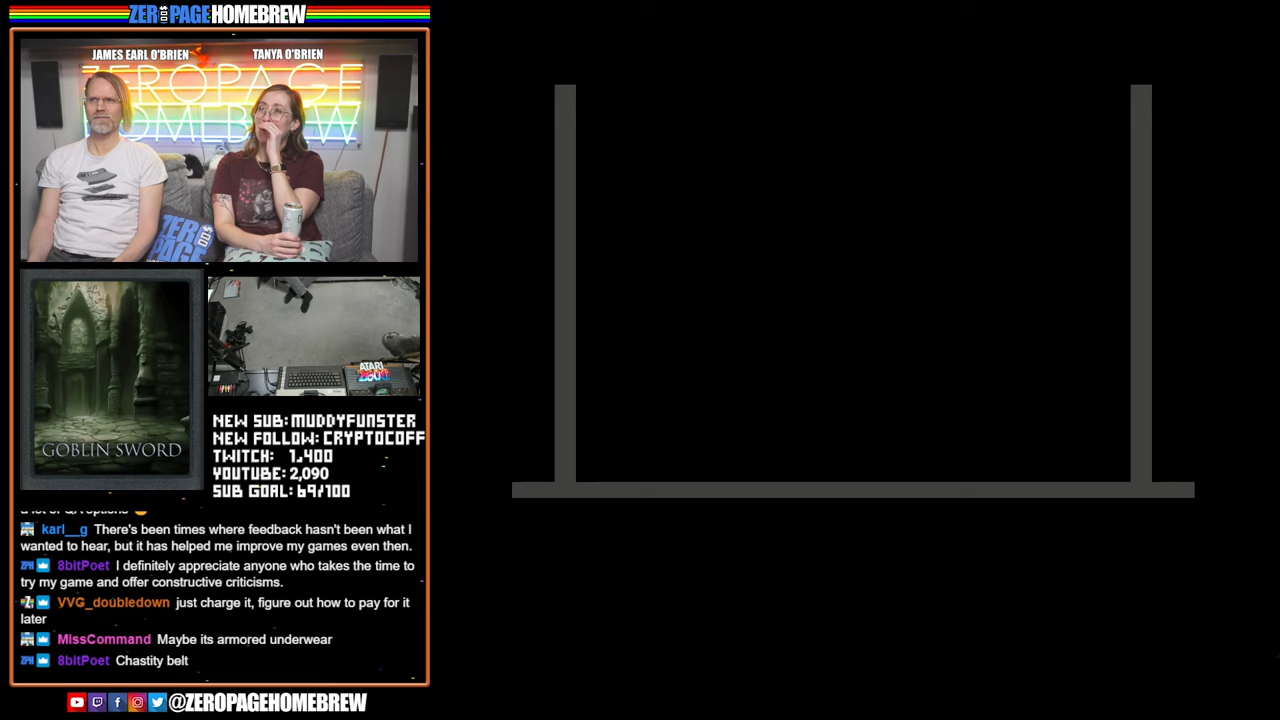 ZEROPAGE HOMEBREW
JAMES EARL O'BRIEN
TANYA O'BRIEN
ZEROPAGE
HOMEBREW
ZERO
PAGE
ATARI
2600
GOBLIN SWORD
NEW SUB: MUDDYFUNSTER
NEW FOLLOW: CRYPTOCOFF
TWITCH: 1,400
YOUTUBE: 2,090
SUB GOAL: 69/100
karl__g There's been times where feedback hasn't been what I
wanted to hear, but it has helped me improve my games even then.
8bitPoet I definitely appreciate anyone who takes the time to
try my game and offer constructive criticisms.
VVG_doubledown just charge it, figure out how to pay for it
later
MissCommand Maybe its armored underwear
8bitPoet Chastity belt
@ZEROPAGEHOMEBREW